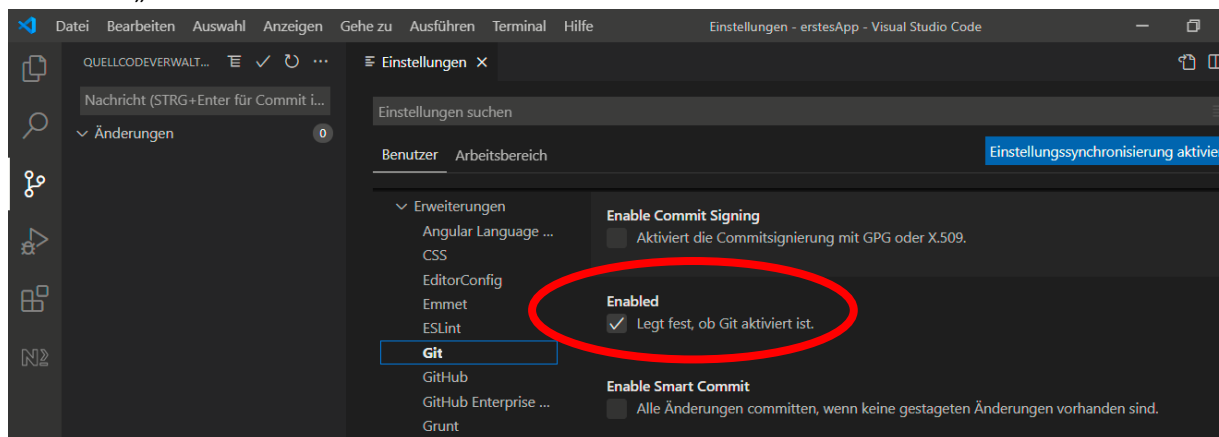 „
Datei Bearbeiten Auswahl Anzeigen Gehe zu Ausführen Terminal Hilfe Einstellungen - erstesApp - Visual Studio Code
QUELLCODEVERWALT...
Nachricht (STRG+Enter für Commit i...
Änderungen 0
Einstellungen
Einstellungen suchen
Benutzer Arbeitsbereich
Einstellungssynchronisierung aktivie
Erweiterungen
Angular Language ...
CSS
EditorConfig
Emmet
ESLint
Git
GitHub
GitHub Enterprise ...
Grunt
Enable Commit Signing
Aktiviert die Commitsignierung mit GPG oder X.509.
Enabled
Legt fest, ob Git aktiviert ist.
Enable Smart Commit
Alle Änderungen committen, wenn keine gestageten Änderungen vorhanden sind.